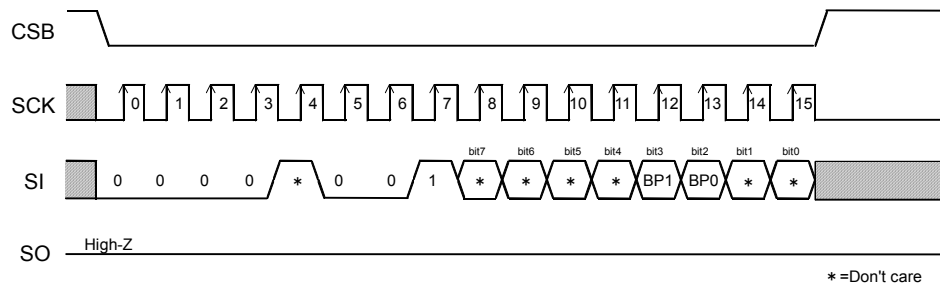 CSB
SCK 0 1 2 3 4 5 6 7 8 9 10 11 12 13 14 15
bit7 bit6 bit5 bit4 bit3 bit2 bit1 bit0
SI 0 0 0 0 * 0 0 1 * * * * BP1 BP0 * *
SO High-Z
* =Don't care